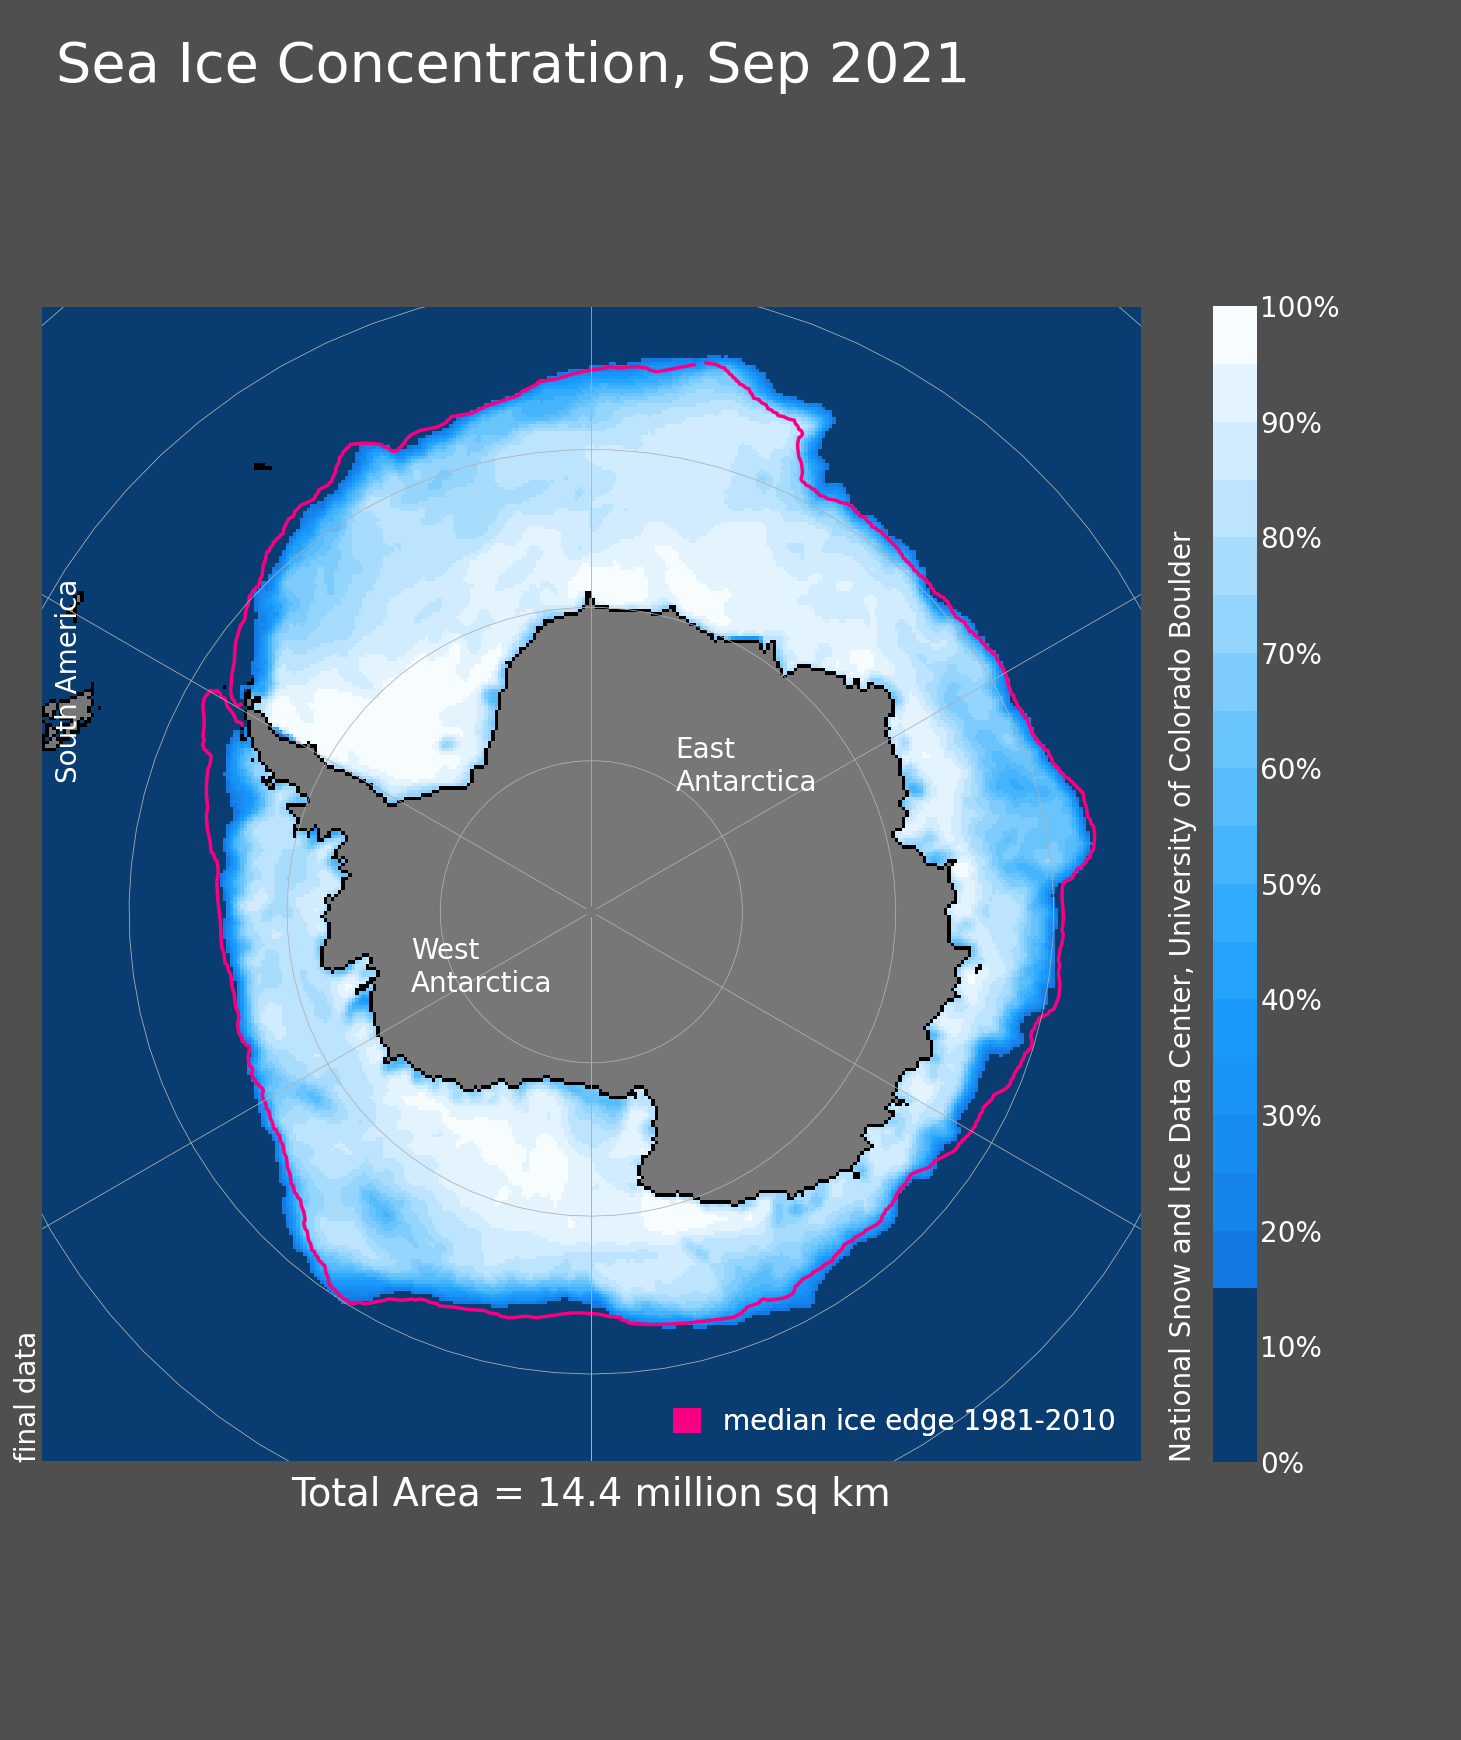 Sea Ice Concentration, Sep 2021
South America
East
Antarctica
West
Antarctica
final data
median ice edge 1981-2010
Total Area = 14.4 million sq km
National Snow and Ice Data Center, University of Colorado Boulder
100%
90%
80%
70%
60%
50%
40%
30%
20%
10%
0%